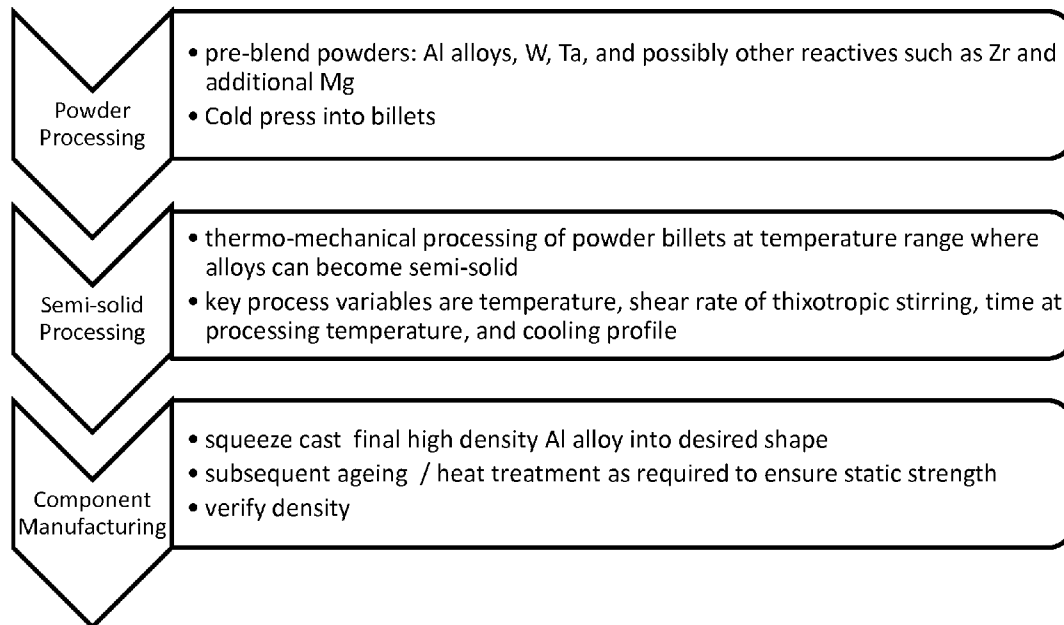 Powder
Processing
• pre-blend powders: Al alloys, W, Ta, and possibly other reactives such as Zr and
additional Mg
• Cold press into billets
Semi-solid
Processing
• thermo-mechanical processing of powder billets at temperature range where
alloys can become semi-solid
• key process variables are temperature, shear rate of thixotropic stirring, time at
processing temperature, and cooling profile
Component
Manufacturing
• squeeze cast  final high density Al alloy into desired shape
• subsequent ageing  / heat treatment as required to ensure static strength
• verify density